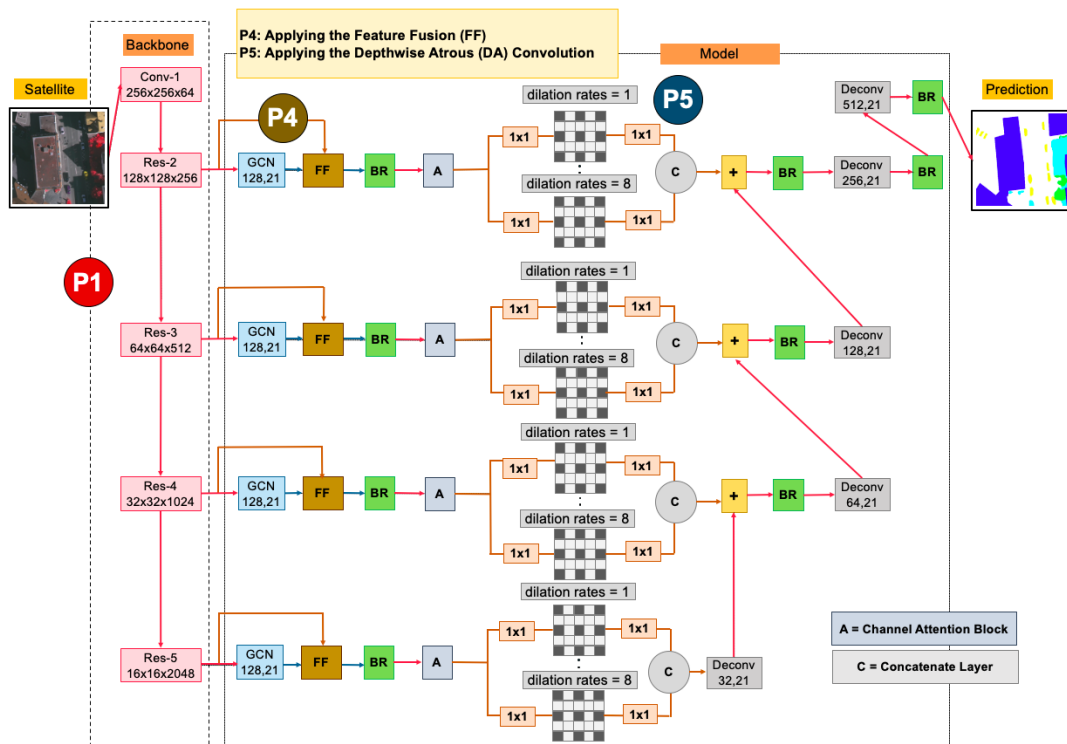 P4: Applying the Feature Fusion (FF)
P5: Applying the Depthwise Atrous (DA) Convolution
Backbone
Model
Satellite
Prediction
P1
P4
P5
Conv-1
256x256x64
Res-2
128x128x256
GCN
128,21
FF
BR
A
dilation rates = 1
1x1
1x1
dilation rates = 8
1x1
1x1
C
+
BR
Deconv
256,21
BR
Deconv
512,21
BR
Res-3
64x64x512
GCN
128,21
FF
BR
A
dilation rates = 1
1x1
1x1
dilation rates = 8
1x1
1x1
C
+
BR
Deconv
128,21
Res-4
32x32x1024
GCN
128,21
FF
BR
A
dilation rates = 1
1x1
1x1
dilation rates = 8
1x1
1x1
C
+
BR
Deconv
64,21
Res-5
16x16x2048
GCN
128,21
FF
BR
A
dilation rates = 1
1x1
1x1
dilation rates = 8
1x1
1x1
C
Deconv
32,21
A = Channel Attention Block
C = Concatenate Layer